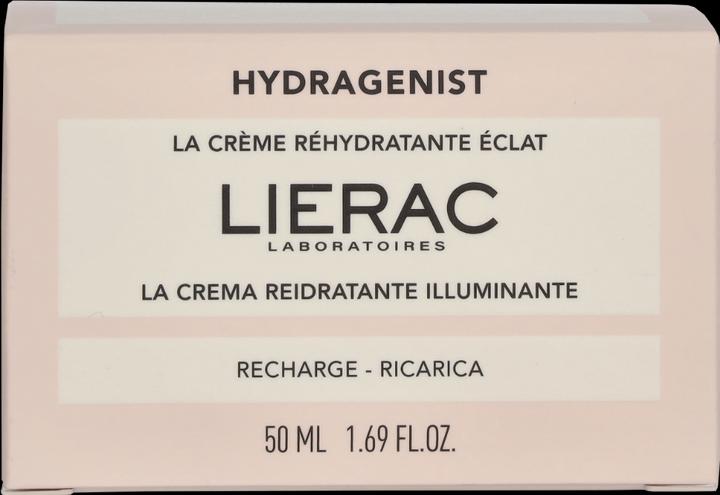 HYDRAGENIST
LA CRÈME RÉHYDRATANTE ÉCLAT
LIERAC
LABORATOIRES
LA CREMA REIDRATANTE ILLUMINANTE
RECHARGE - RICARICA
50 ML 1.69 FL.OZ.